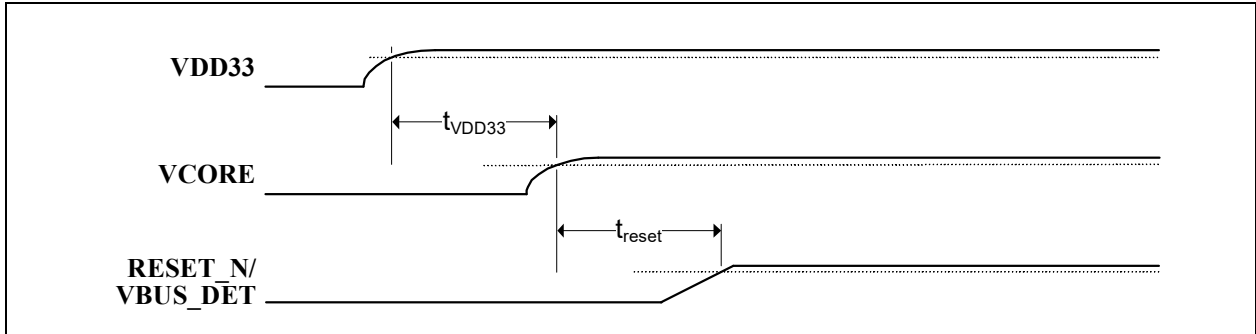 VDD33
tVDD33
VCORE
treset
RESET_N/
VBUS_DET